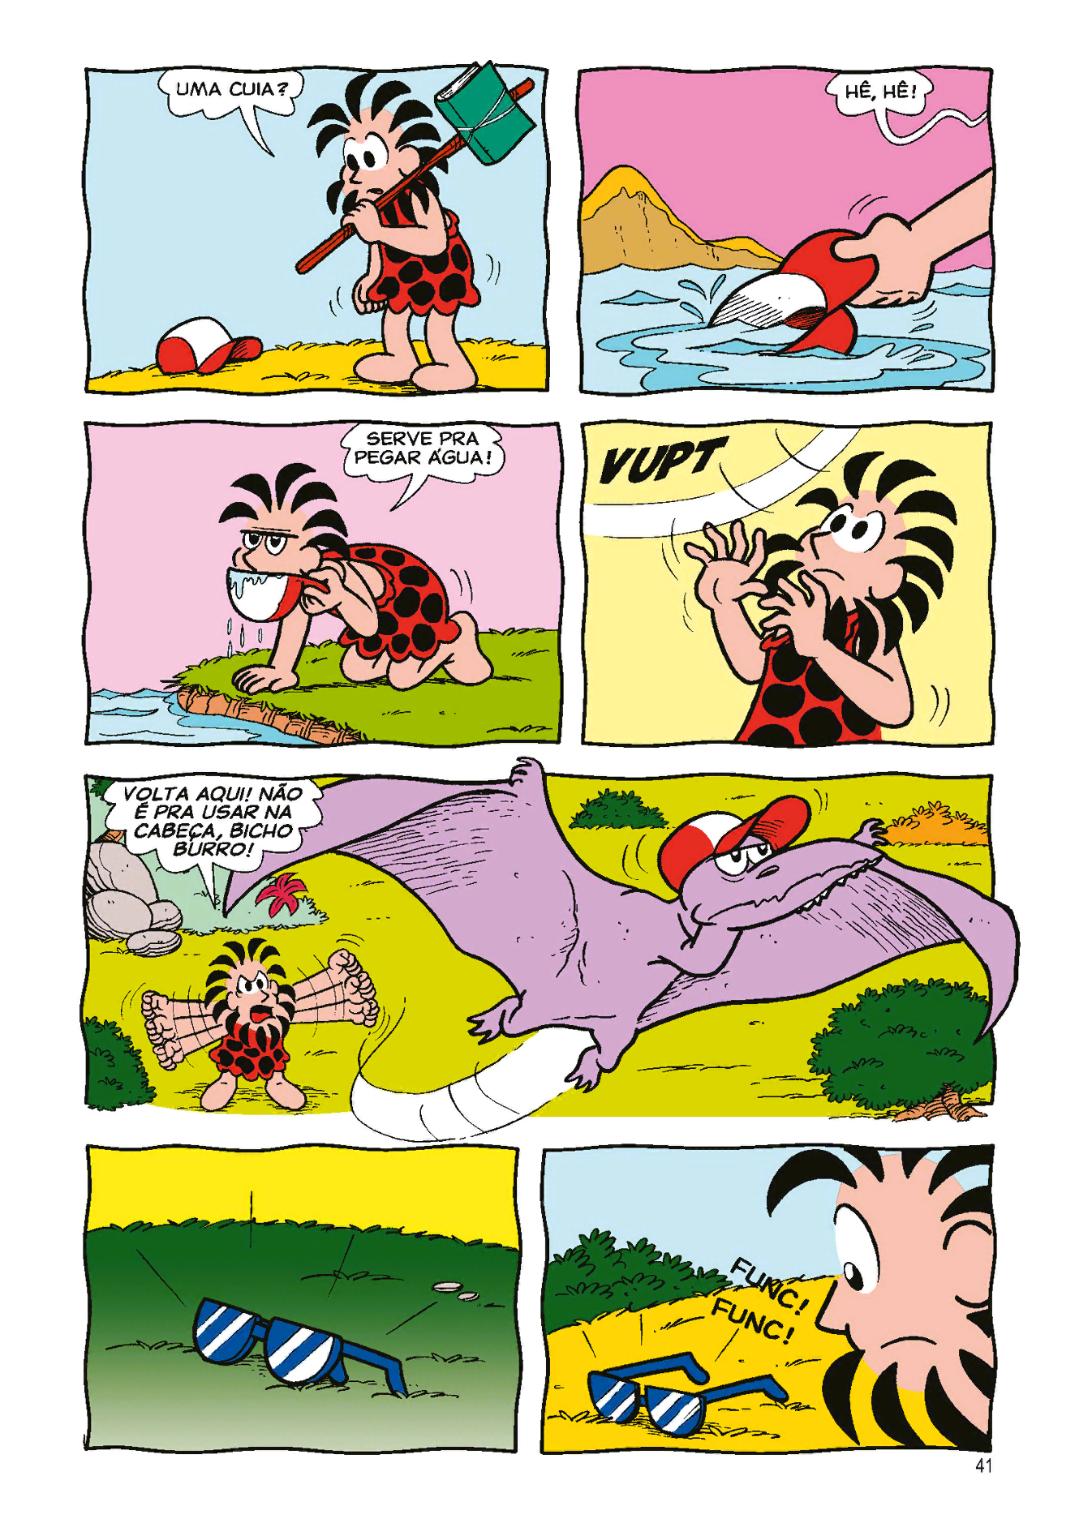 UMA CUIA?
HÊ, HÊ!
SERVE PRA
PEGAR ÁGUA!
VUPT
VOLTA AQUI! NÃO
É PRA USAR NA
CABEÇA, BICHO
BURRO!
FUNC!
FUNC!
41